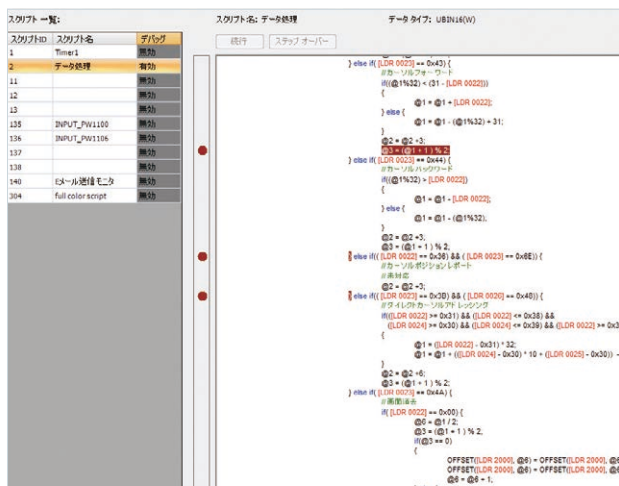 スクリプト 一覧:
スクリプト名: データ処理
データ タイプ: UBIN16(W)
スクリプトID スクリプト名 デバッグ
1 Timer1 無効
2 データ処理 有効
11 無効
12 無効
13 無効
135 INPUT_PW1100 無効
136 INPUT_PW1106 無効
137 無効
138 無効
140 Eメール送信モニタ 無効
304 full color script 無効
続行 ステップ オーバー
} else if( [LDR 0023] == 0x43) {
//カーソルフォーワード
if((@1%32) < (31 - [LDR 0022]))
{
@1 = @1 + [LDR 0022];
} else {
@1 = @1 - (@1%32) + 31;
}
@2 = @2 +3;
@3 = (@1 + 1 ) % 2;
} else if( [LDR 0023] == 0x44) {
//カーソルバックワード
if((@1%32) > [LDR 0022])
{
@1 = @1 - [LDR 0022];
} else {
@1 = @1 - (@1%32);
}
@2 = @2 +3;
@3 = (@1 + 1 ) % 2;
} else if(( [LDR 0022] == 0x36) && ( [LDR 0023] == 0x6E)) {
//カーソルポジションレポート
//未対応
@2 = @2 +3;
} else if(( [LDR 0023] == 0x3D) && ( [LDR 0020] == 0x40)) {
//ダイレクトカーソルアドレッシング
if(([LDR 0022] >= 0x31) && ([LDR 0022] <= 0x38) &&
([LDR 0024] >= 0x30) && ([LDR 0024] <= 0x39) && ([LDR 0022] >= 0x3
{
@1 = ([LDR 0022] - 0x31) * 32;
@1 = @1 + (([LDR 0024] - 0x30) * 10 + ([LDR 0025] - 0x30)) -
}
@2 = @2 +6;
@3 = (@1 + 1 ) % 2;
} else if( [LDR 0023] == 0x4A) {
//画面消去
if( [LDR 0022] == 0x00) {
@6 = @1 / 2;
@3 = (@1 + 1 ) % 2;
if(@3 == 0)
{
OFFSET([LDR 2000], @6) = OFFSET([LDR 2000], @6
OFFSET([LDR 2000], @6) = OFFSET([LDR 2000], @6
@6 = @6 + 1;